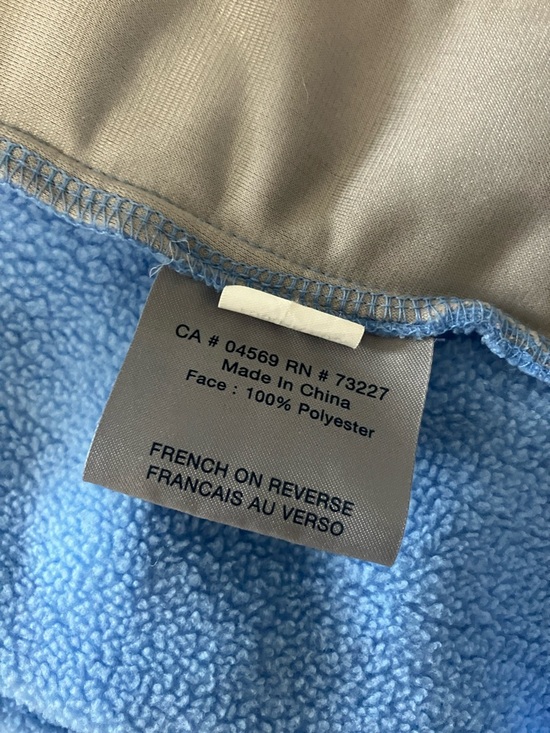 CA # 04569 RN # 73227
Made In China
Face : 100% Polyester
FRENCH ON REVERSE
FRANCAIS AU VERSO